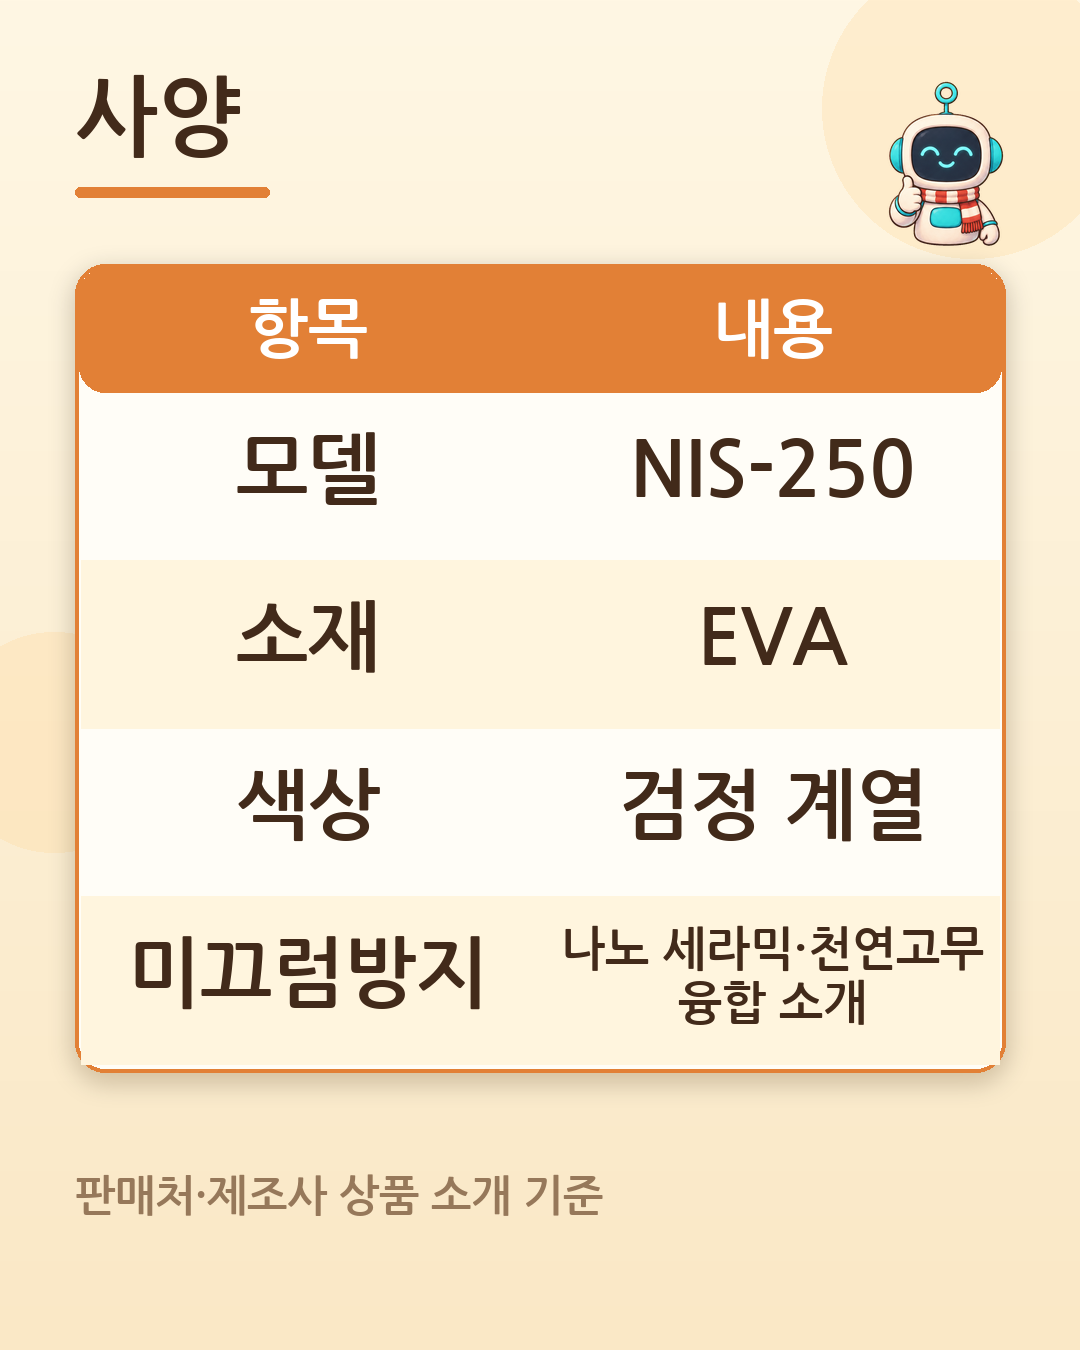 사양
항목 내용
모델 NIS-250
소재 EVA
색상 검정 계열
미끄럼방지 나노 세라믹·천연고무
융합 소개
판매처·제조사 상품 소개 기준